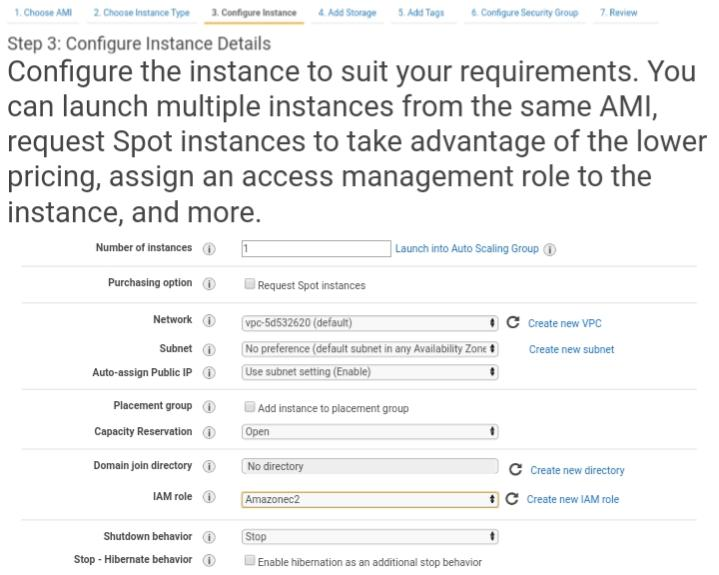 1. Choose AMI 2. Choose Instance Type 3. Configure Instance 4. Add Storage 5. Add Tags 6. Configure Security Group 7. Review
Step 3: Configure Instance Details
Configure the instance to suit your requirements. You
can launch multiple instances from the same AMI,
request Spot instances to take advantage of the lower
pricing, assign an access management role to the
instance, and more.
Number of instances 1 Launch into Auto Scaling Group
Purchasing option Request Spot instances
Network vpc-5d532620 (default) Create new VPC
Subnet No preference (default subnet in any Availability Zone Create new subnet
Auto-assign Public IP Use subnet setting (Enable)
Placement group Add instance to placement group
Capacity Reservation Open
Domain join directory No directory Create new directory
IAM role Amazonec2 Create new IAM role
Shutdown behavior Stop
Stop - Hibernate behavior Enable hibernation as an additional stop behavior